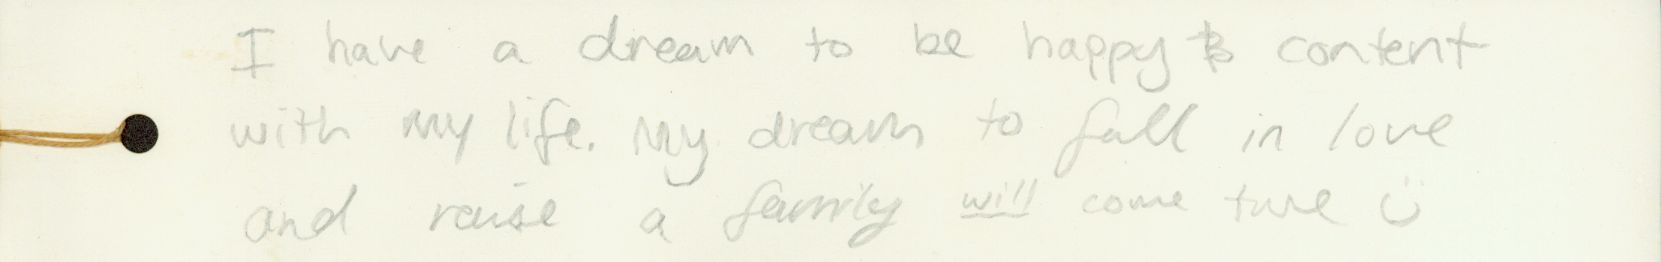 I have a dream to be happy & content
with my life. My dream to fall in love
and raise a family will come true ü